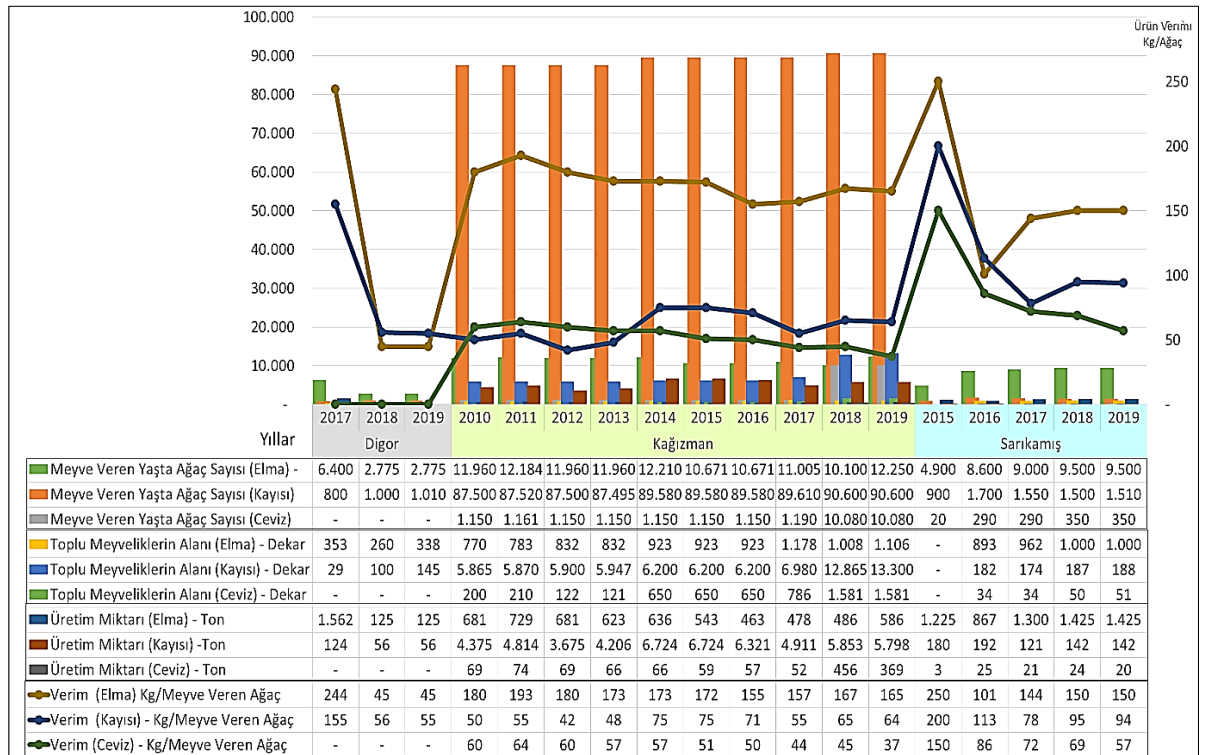 100.000
90.000
80.000
70.000
60.000
50.000
40.000
30.000
20.000
10.000
-
Ürün Verimi
Kg/Ağaç
250
200
150
100
50
-
2017 2018 2019 2010 2011 2012 2013 2014 2015 2016 2017 2018 2019 2015 2016 2017 2018 2019
Yıllar Digor Kağızman Sarıkamış
Meyve Veren Yaşta Ağaç Sayısı (Elma) - 6.400 2.775 2.775 11.960 12.184 11.960 11.960 12.210 10.671 10.671 11.005 10.100 12.250 4.900 8.600 9.000 9.500 9.500
Meyve Veren Yaşta Ağaç Sayısı (Kayısı) 800 1.000 1.010 87.500 87.520 87.500 87.495 89.580 89.580 89.580 89.610 90.600 90.600 900 1.700 1.550 1.500 1.510
Meyve Veren Yaşta Ağaç Sayısı (Ceviz) - - - 1.150 1.161 1.150 1.150 1.150 1.150 1.150 1.190 10.080 10.080 20 290 290 350 350
Toplu Meyveliklerin Alanı (Elma) - Dekar 353 260 338 770 783 832 832 923 923 923 1.178 1.008 1.106 - 893 962 1.000 1.000
Toplu Meyveliklerin Alanı (Kayısı) - Dekar 29 100 145 5.865 5.870 5.900 5.947 6.200 6.200 6.200 6.980 12.865 13.300 - 182 174 187 188
Toplu Meyveliklerin Alanı (Ceviz) - Dekar - - - 200 210 122 121 650 650 650 786 1.581 1.581 - 34 34 50 51
Üretim Miktarı (Elma) - Ton 1.562 125 125 681 729 681 623 636 543 463 478 486 586 1.225 867 1.300 1.425 1.425
Üretim Miktarı (Kayısı) -Ton 124 56 56 4.375 4.814 3.675 4.206 6.724 6.724 6.321 4.911 5.853 5.798 180 192 121 142 142
Üretim Miktarı (Ceviz) - Ton - - - 69 74 69 66 66 59 57 52 456 369 3 25 21 24 20
Verim (Elma) Kg/Meyve Veren Ağaç 244 45 45 180 193 180 173 173 172 155 157 167 165 250 101 144 150 150
Verim (Kayısı) - Kg/Meyve Veren Ağaç 155 56 55 50 55 42 48 75 75 71 55 65 64 200 113 78 95 94
Verim (Ceviz) - Kg/Meyve Veren Ağaç - - - 60 64 60 57 57 51 50 44 45 37 150 86 72 69 57